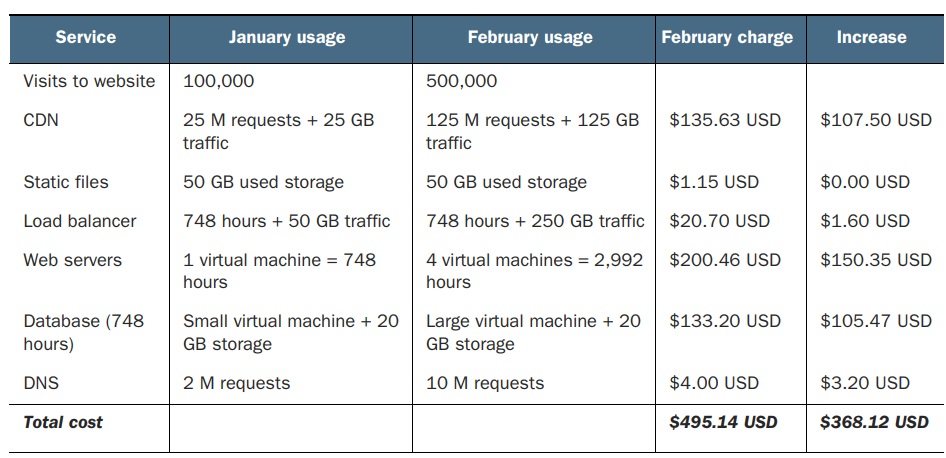 Service January usage February usage February charge Increase
Visits to website 100,000 500,000
CDN 25 M requests + 25 GB 125 M requests + 125 GB $135.63 USD $107.50 USD
traffic traffic
Static files 50 GB used storage 50 GB used storage $1.15 USD $0.00 USD
Load balancer 748 hours + 50 GB traffic 748 hours + 250 GB traffic $20.70 USD $1.60 USD
Web servers 1 virtual machine = 748 4 virtual machines = 2,992 $200.46 USD $150.35 USD
hours hours
Database (748 Small virtual machine + 20 Large virtual machine + 20 $133.20 USD $105.47 USD
hours) GB storage GB storage
DNS 2 M requests 10 M requests $4.00 USD $3.20 USD
Total cost $495.14 USD $368.12 USD